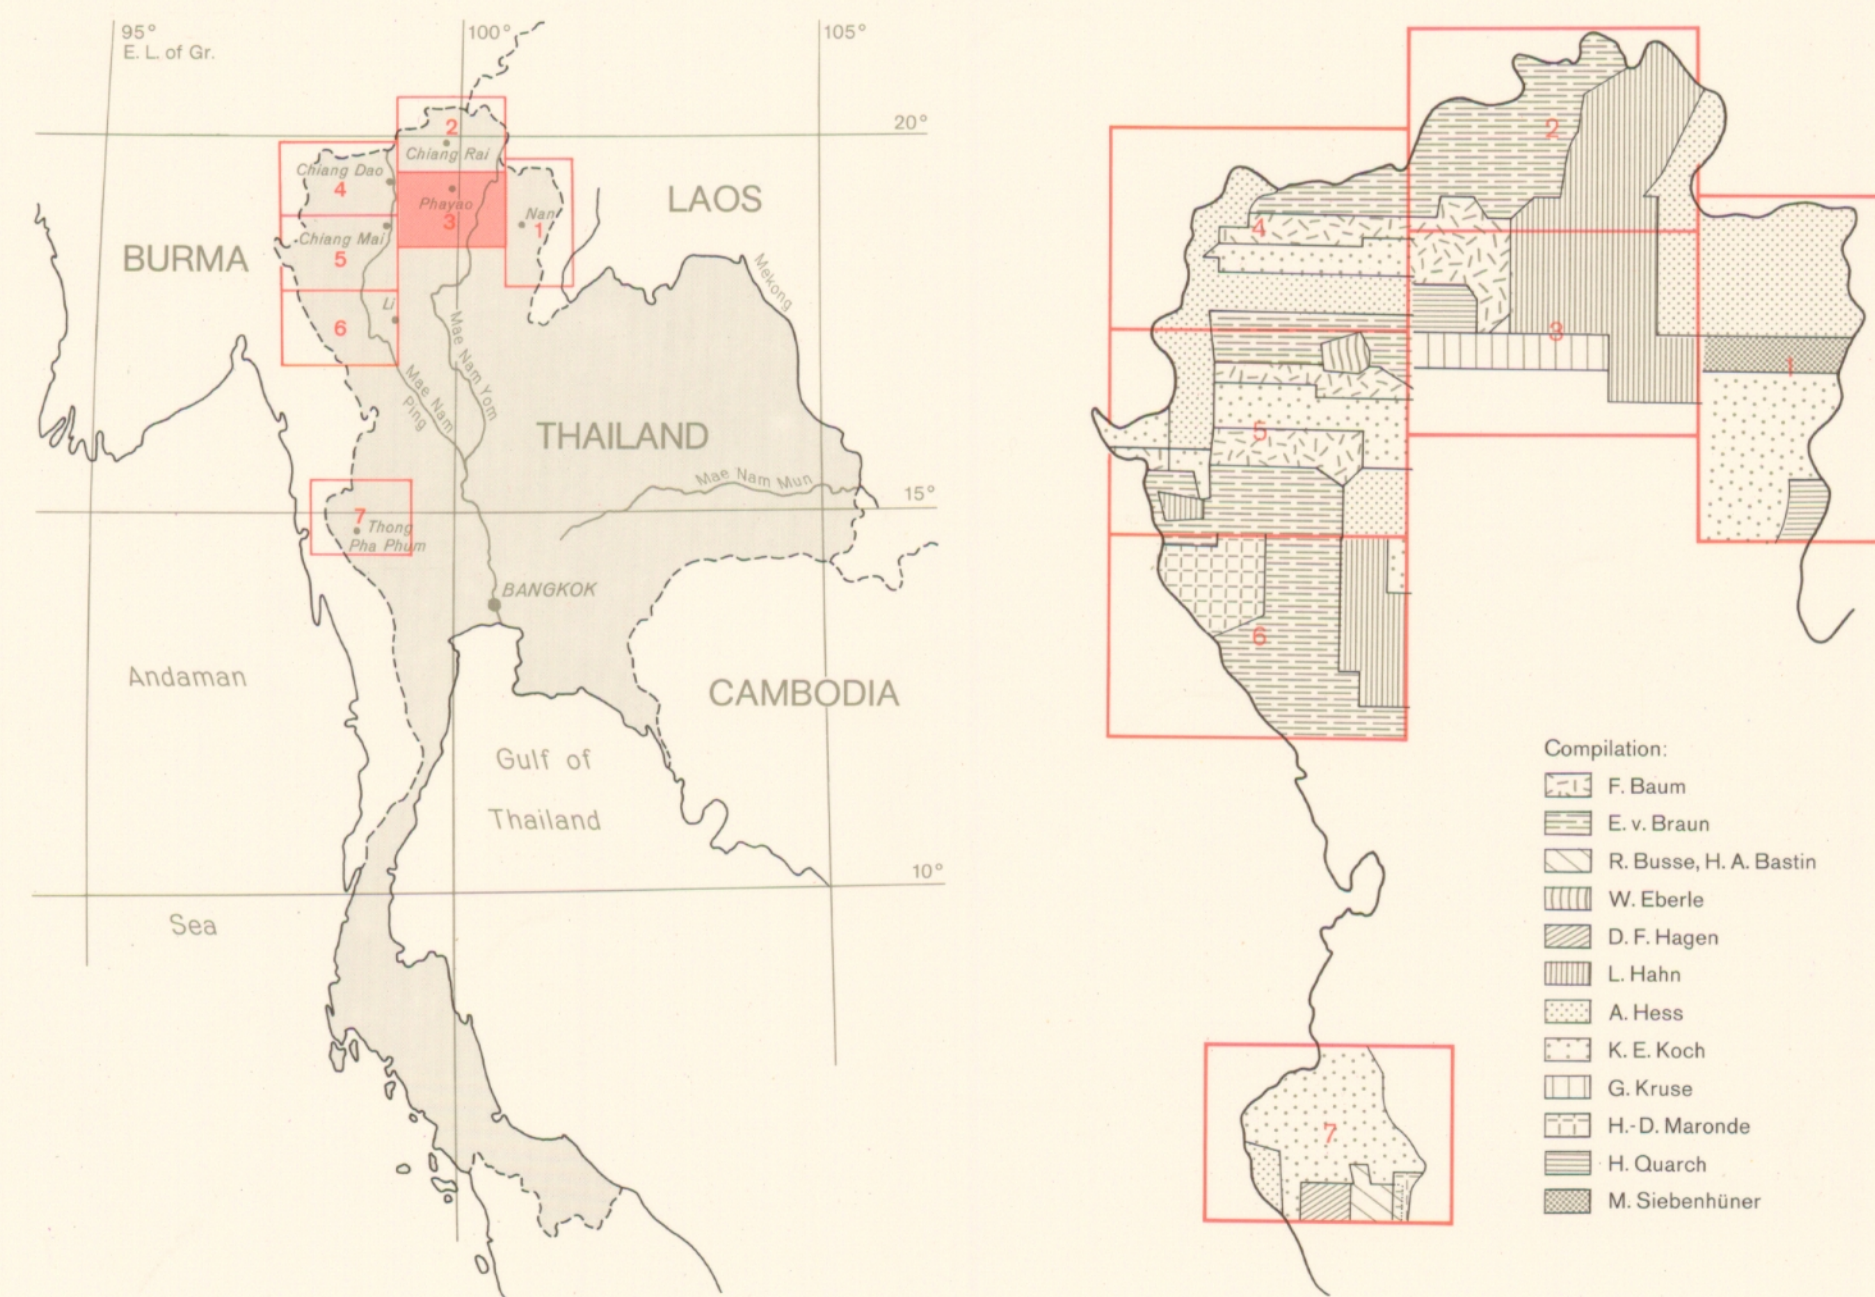 95°
E. L. of Gr.
100°
105°
20°
2
Chiang Rai
Chiang Dao
4
Phayao
3
Nan
1
LAOS
Chiang Mai
5
BURMA
Li
6
Mekong
Mae Nam Yom
Mae Nam
Ping
THAILAND
Mae Nam Mun
15°
7
Thong
Pha Phum
BANGKOK
Andaman
CAMBODIA
Gulf of
Thailand
10°
Sea
2
4
3
1
5
6
7
Compilation:
F. Baum
E. v. Braun
R. Busse, H. A. Bastin
W. Eberle
D. F. Hagen
L. Hahn
A. Hess
K. E. Koch
G. Kruse
H.-D. Maronde
H. Quarch
M. Siebenhüner